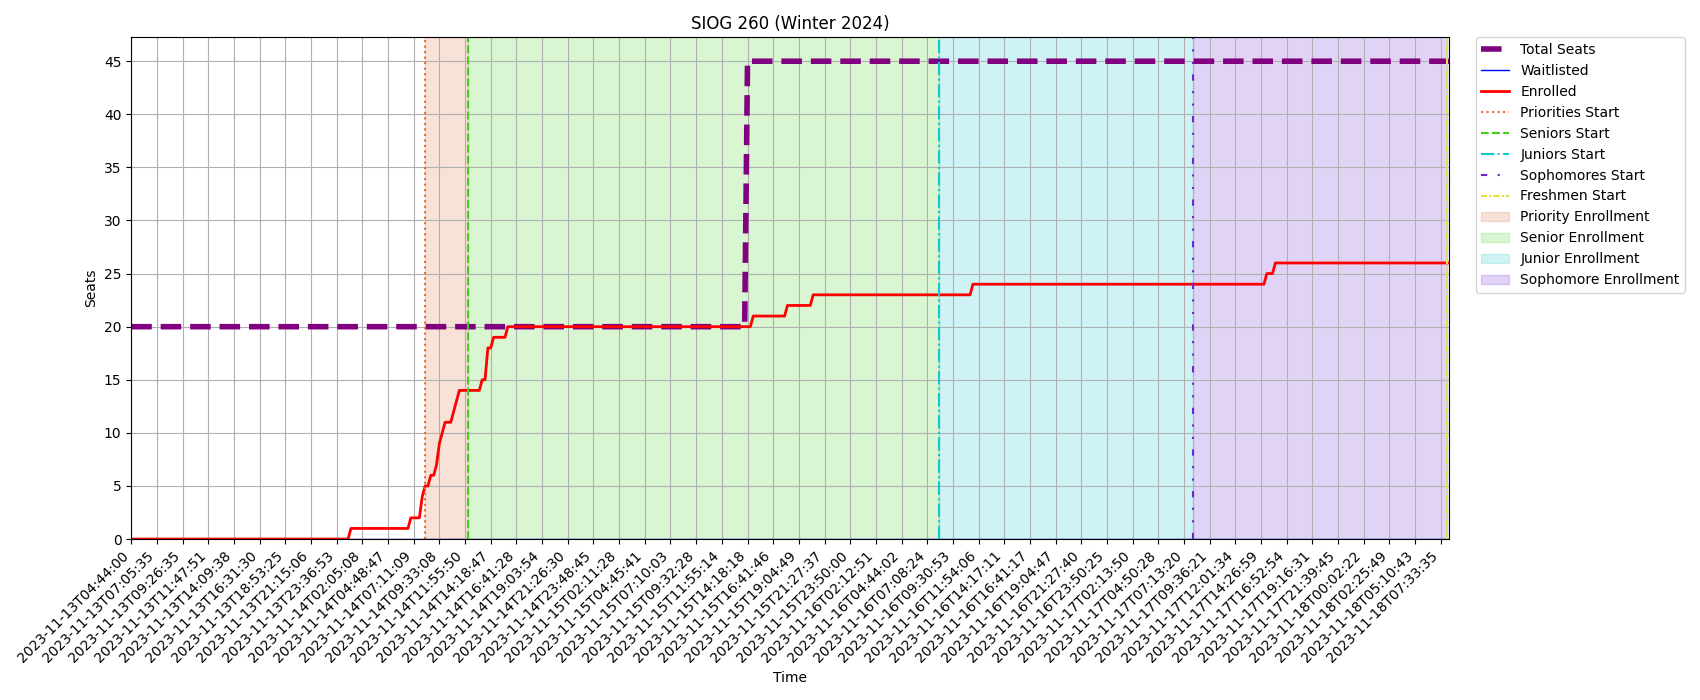 SIOG 260 (Winter 2024)
Seats
45
40
35
30
25
20
15
10
5
0
2023-11-13T04:44:00
2023-11-13T07:05:35
2023-11-13T09:26:35
2023-11-13T11:47:51
2023-11-13T14:09:38
2023-11-13T16:31:30
2023-11-13T18:53:25
2023-11-13T21:15:06
2023-11-13T23:36:53
2023-11-14T02:05:08
2023-11-14T04:48:47
2023-11-14T07:11:09
2023-11-14T09:33:08
2023-11-14T11:55:50
2023-11-14T14:18:47
2023-11-14T16:41:28
2023-11-14T19:03:54
2023-11-14T21:26:30
2023-11-14T23:48:45
2023-11-15T02:11:28
2023-11-15T04:45:41
2023-11-15T07:10:03
2023-11-15T09:32:28
2023-11-15T11:55:14
2023-11-15T14:18:18
2023-11-15T16:41:46
2023-11-15T19:04:49
2023-11-15T21:27:37
2023-11-15T23:50:00
2023-11-16T02:12:51
2023-11-16T04:44:02
2023-11-16T07:08:24
2023-11-16T09:30:53
2023-11-16T11:54:06
2023-11-16T14:17:11
2023-11-16T16:41:17
2023-11-16T19:04:47
2023-11-16T21:27:40
2023-11-16T23:50:25
2023-11-17T02:13:50
2023-11-17T04:50:28
2023-11-17T07:13:20
2023-11-17T09:36:21
2023-11-17T12:01:34
2023-11-17T14:26:59
2023-11-17T16:52:54
2023-11-17T19:16:31
2023-11-17T21:39:45
2023-11-18T00:02:22
2023-11-18T02:25:49
2023-11-18T05:10:43
2023-11-18T07:33:35
Time
Total Seats
Waitlisted
Enrolled
Priorities Start
Seniors Start
Juniors Start
Sophomores Start
Freshmen Start
Priority Enrollment
Senior Enrollment
Junior Enrollment
Sophomore Enrollment